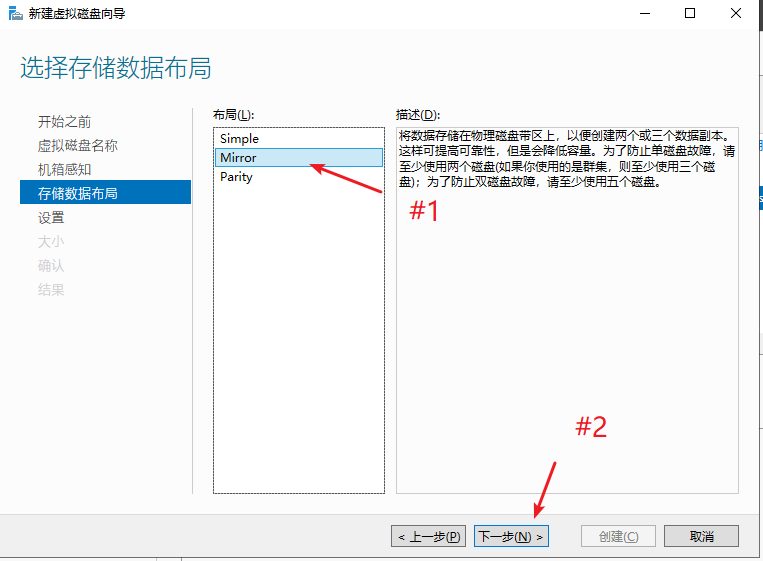 新建虚拟磁盘向导
选择存储数据布局
开始之前
虚拟磁盘名称
机箱感知
存储数据布局
设置
大小
确认
结果
布局(L):
Simple
Mirror
Parity
描述(D):
将数据存储在物理磁盘带区上，以便创建两个或三个数据副本。
这样可提高可靠性，但是会降低容量。为了防止单磁盘故障，请
至少使用两个磁盘(如果你使用的是群集，则至少使用三个磁
盘)；为了防止双磁盘故障，请至少使用五个磁盘。
#1
#2
< 上一步(P)
下一步(N) >
创建(C)
取消